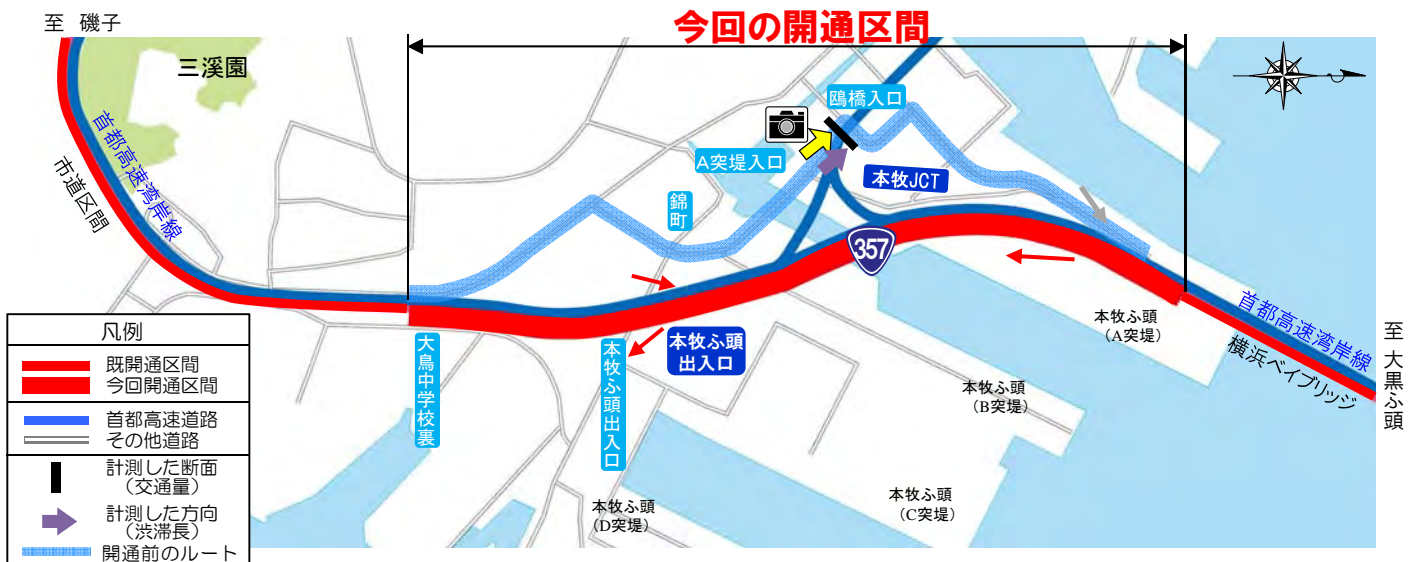 至 磯子
今回の開通区間
三溪園
鴎橋入口
A突堤入口
本牧JCT
首都高速湾岸線
市道区間
錦町
357
本牧ふ頭
(A突堤)
首都高速湾岸線
横浜ベイブリッジ
至 大黒ふ頭
大鳥中学校裏
本牧ふ頭出入口
本牧ふ頭
出入口
本牧ふ頭
(B突堤)
本牧ふ頭
(C突堤)
本牧ふ頭
(D突堤)
凡例
既開通区間
今回開通区間
首都高速道路
その他道路
計測した断面
(交通量)
計測した方向
(渋滞長)
開通前のルート